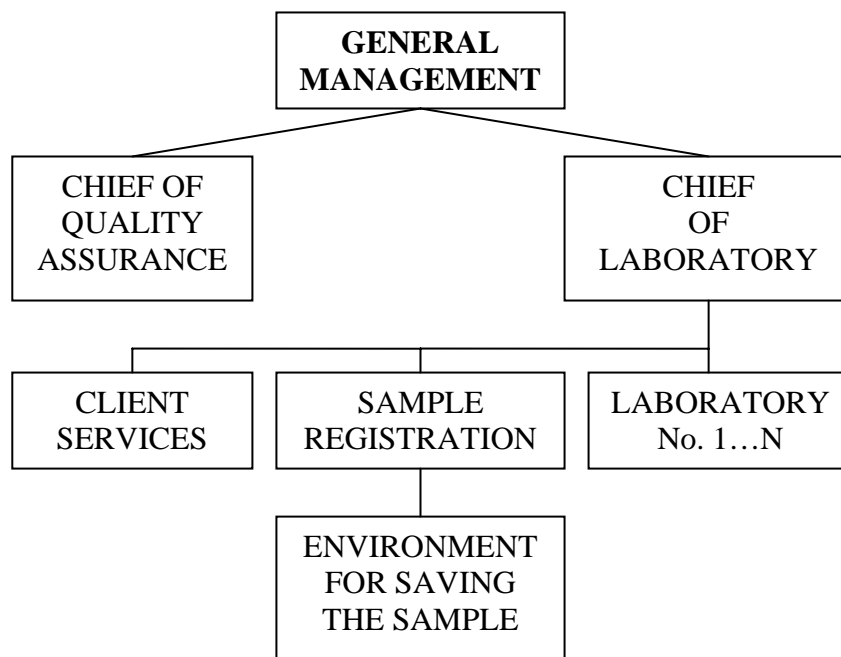 GENERAL
MANAGEMENT
CHIEF OF
QUALITY
ASSURANCE
CHIEF
OF
LABORATORY
CLIENT
SERVICES
SAMPLE
REGISTRATION
LABORATORY
No. 1…N
ENVIRONMENT
FOR SAVING
THE SAMPLE